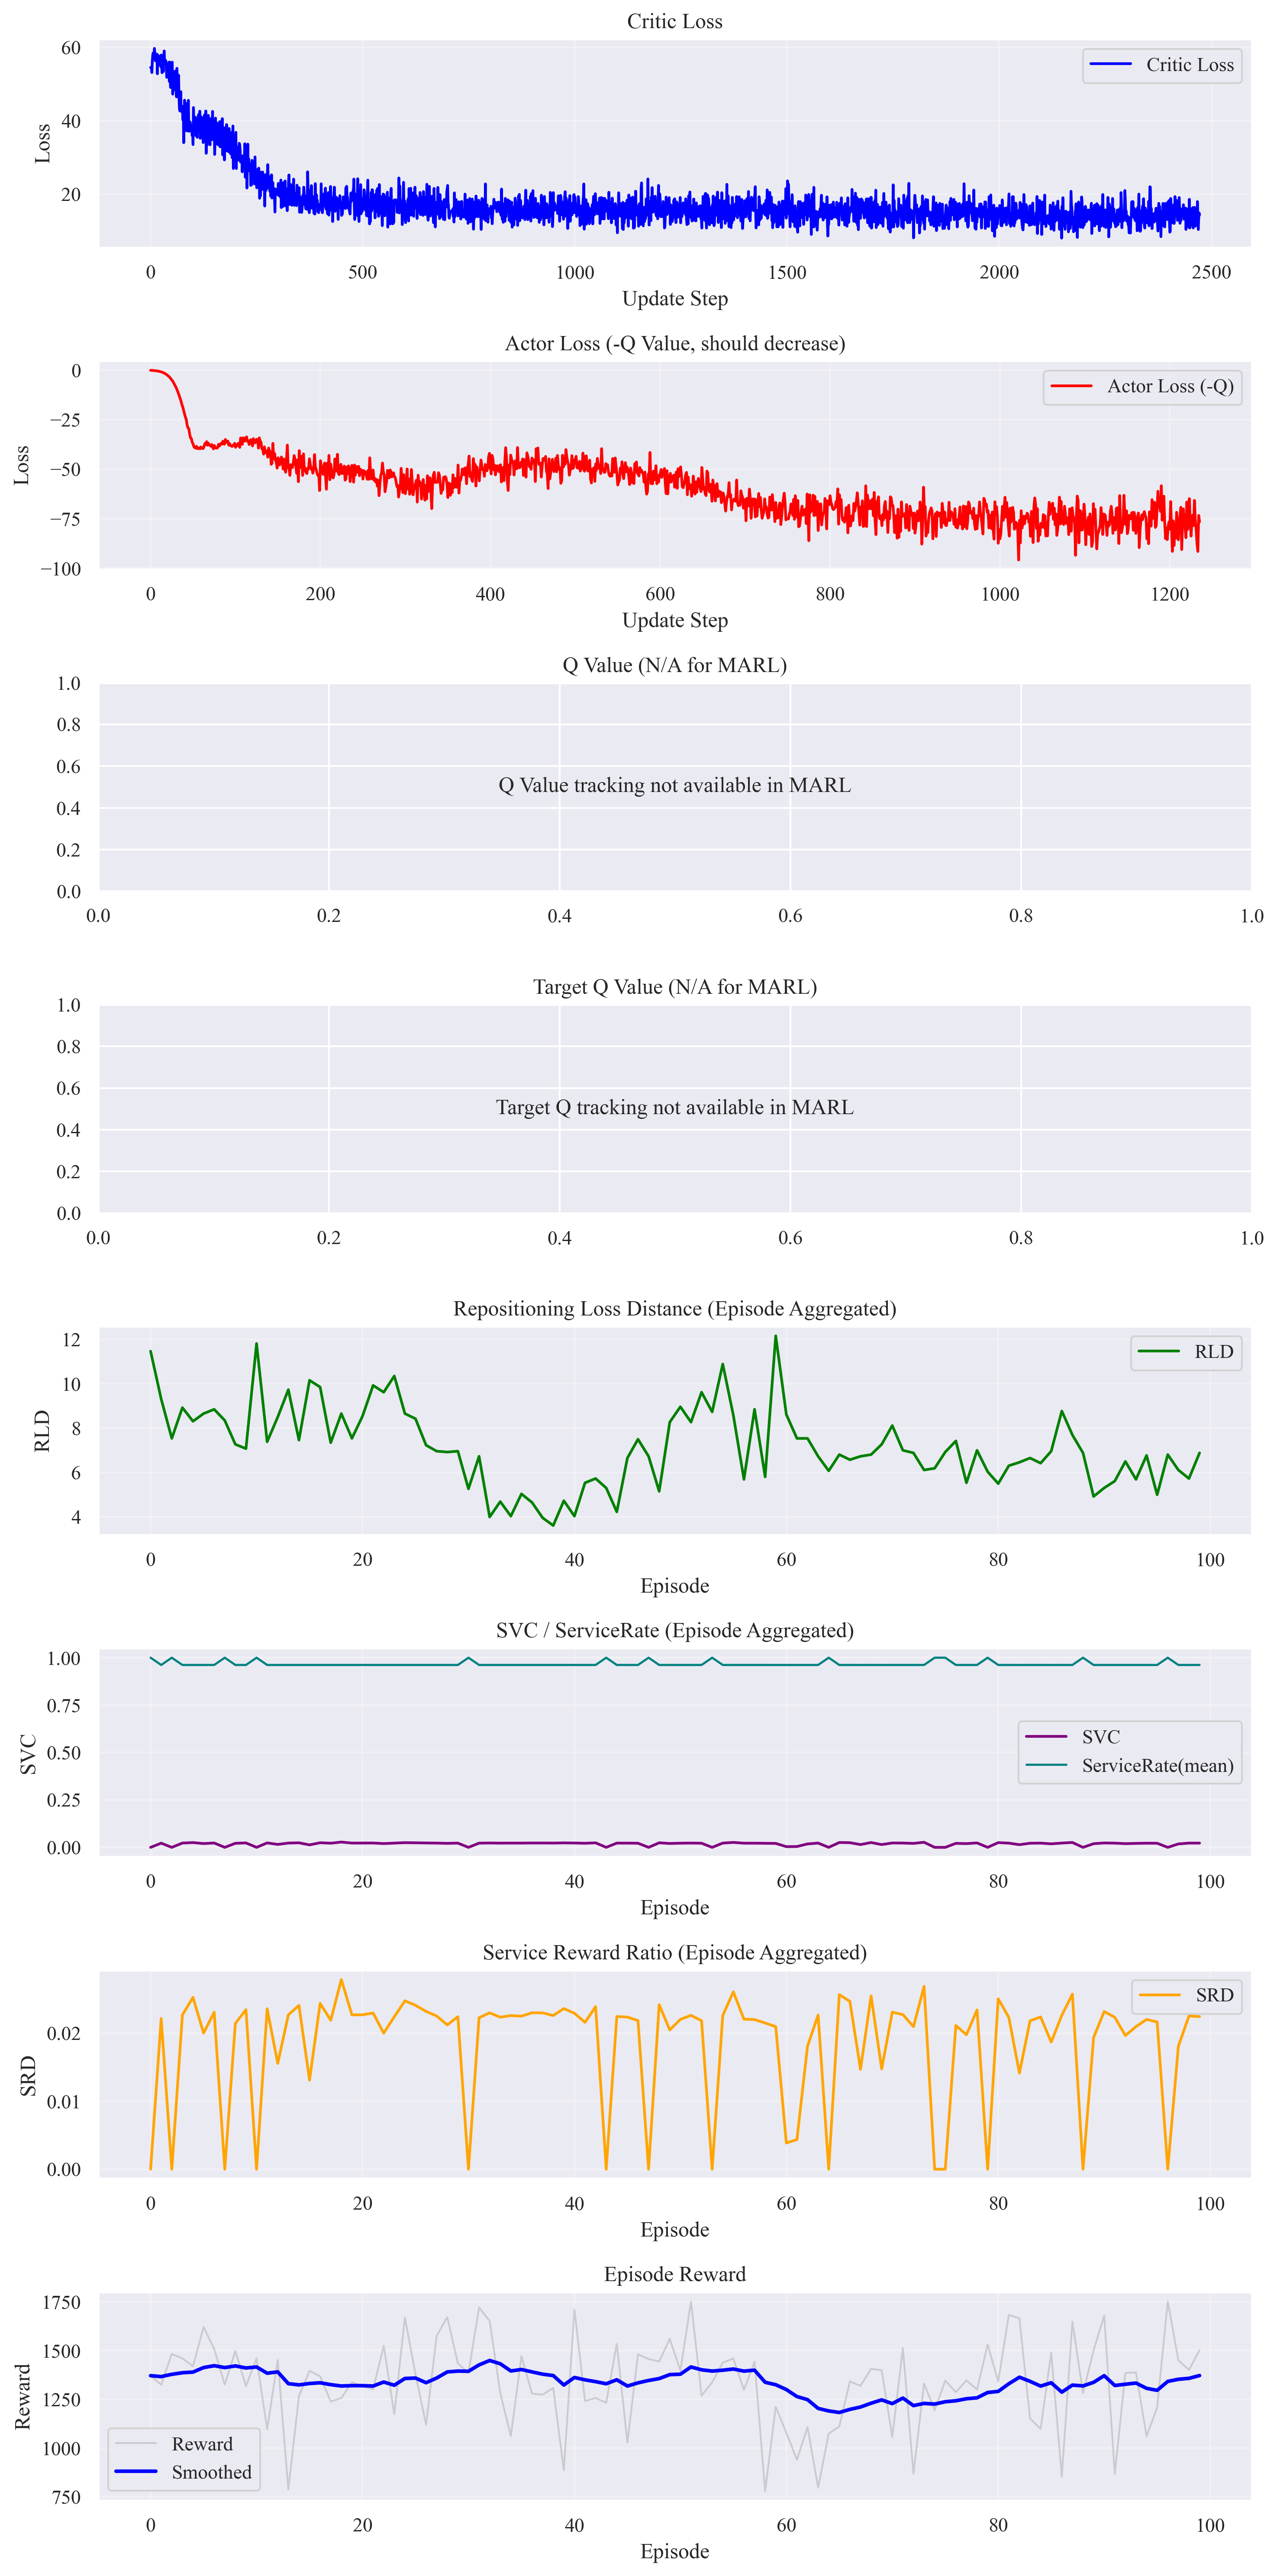 Critic Loss
60
40
20
Loss
Critic Loss
0 500 1000 1500 2000 2500
Update Step
Actor Loss (-Q Value, should decrease)
0
−25
−50
−75
−100
Loss
Actor Loss (-Q)
0 200 400 600 800 1000 1200
Update Step
Q Value (N/A for MARL)
1.0
0.8
0.6
0.4
0.2
0.0
Q Value tracking not available in MARL
0.0 0.2 0.4 0.6 0.8 1.0
Target Q Value (N/A for MARL)
1.0
0.8
0.6
0.4
0.2
0.0
Target Q tracking not available in MARL
0.0 0.2 0.4 0.6 0.8 1.0
Repositioning Loss Distance (Episode Aggregated)
12
10
8
6
4
RLD
RLD
0 20 40 60 80 100
Episode
SVC / ServiceRate (Episode Aggregated)
1.00
0.75
0.50
0.25
0.00
SVC
SVC
ServiceRate(mean)
0 20 40 60 80 100
Episode
Service Reward Ratio (Episode Aggregated)
0.02
0.01
0.00
SRD
SRD
0 20 40 60 80 100
Episode
Episode Reward
1750
1500
1250
1000
750
Reward
Reward
Smoothed
0 20 40 60 80 100
Episode